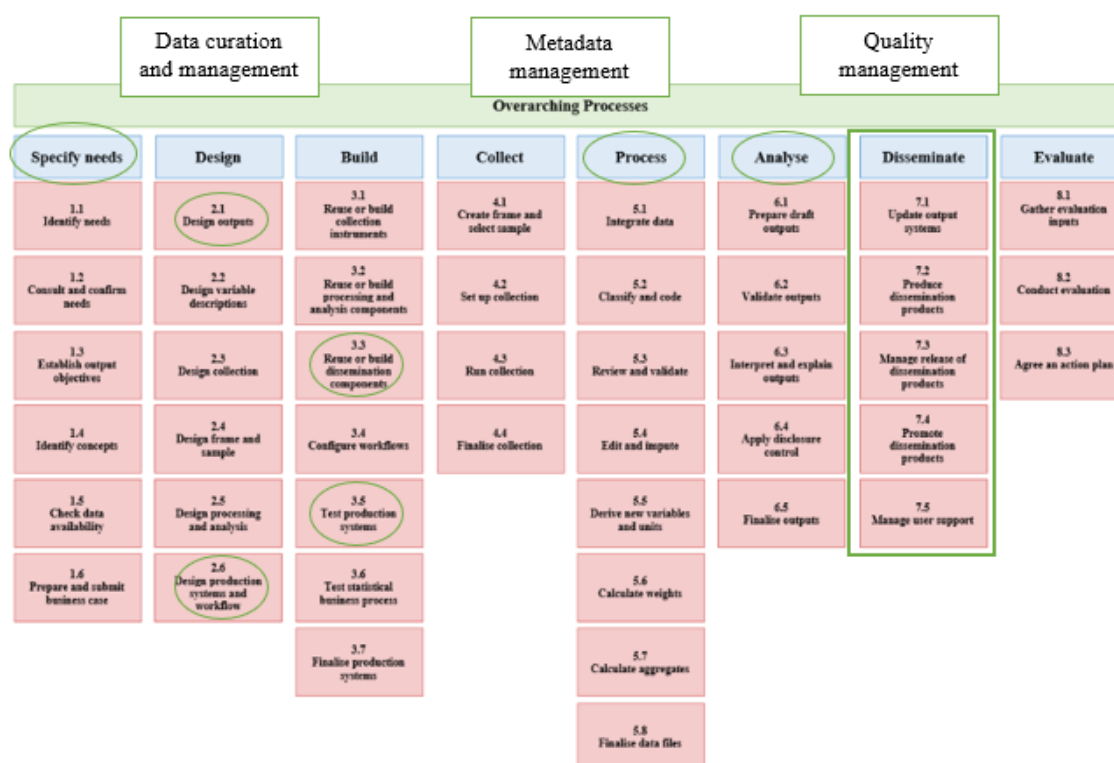 Data curation
and management
Metadata
management
Quality
management
Overarching Processes
Specify needs
Design
Build
Collect
Process
Analyse
Disseminate
Evaluate
1.1
Identify needs
1.2
Consult and confirm
needs
1.3
Establish output
objectives
1.4
Identify concepts
1.5
Check data
availability
1.6
Prepare and submit
business case
2.1
Design outputs
2.2
Design variable
descriptions
2.3
Design collection
2.4
Design frame and
sample
2.5
Design processing
and analysis
2.6
Design production
systems and
workflow
3.1
Reuse or build
collection
instruments
3.2
Reuse or build
processing and
analysis components
3.3
Reuse or build
dissemination
components
3.4
Configure workflows
3.5
Test production
systems
3.6
Test statistical
business process
3.7
Finalise production
systems
4.1
Create frame and
select sample
4.2
Set up collection
4.3
Run collection
4.4
Finalise collection
5.1
Integrate data
5.2
Classify and code
5.3
Review and validate
5.4
Edit and impute
5.5
Derive new variables
and units
5.6
Calculate weights
5.7
Calculate aggregates
5.8
Finalise data files
6.1
Prepare draft
outputs
6.2
Validate outputs
6.3
Interpret and explain
outputs
6.4
Apply disclosure
control
6.5
Finalise outputs
7.1
Update output
systems
7.2
Produce
dissemination
products
7.3
Manage release of
dissemination
products
7.4
Promote
dissemination
products
7.5
Manage user support
8.1
Gather evaluation
inputs
8.2
Conduct evaluation
8.3
Agree an action plan